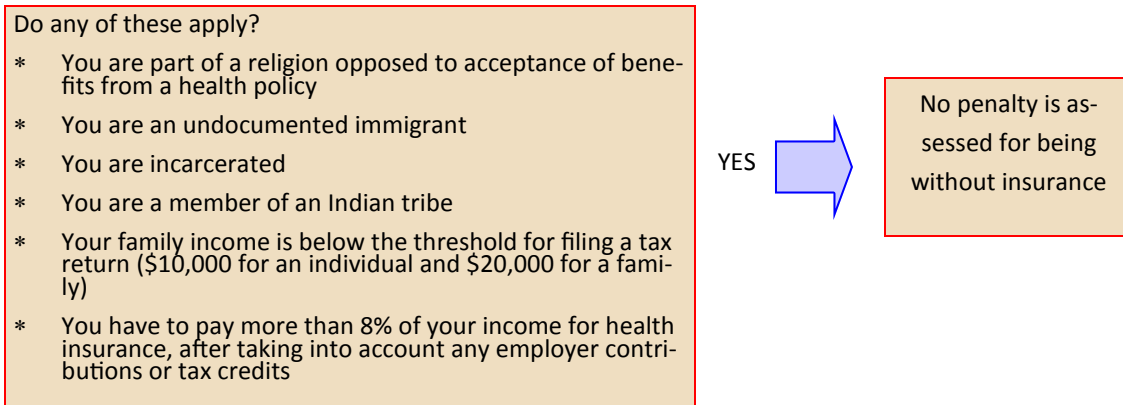 Do any of these apply?
* You are part of a religion opposed to acceptance of bene-
fits from a health policy
* You are an undocumented immigrant
* You are incarcerated
* You are a member of an Indian tribe
* Your family income is below the threshold for filing a tax
return ($10,000 for an individual and $20,000 for a fami-
ly)
* You have to pay more than 8% of your income for health
insurance, after taking into account any employer contri-
butions or tax credits
YES
No penalty is as-
sessed for being
without insurance